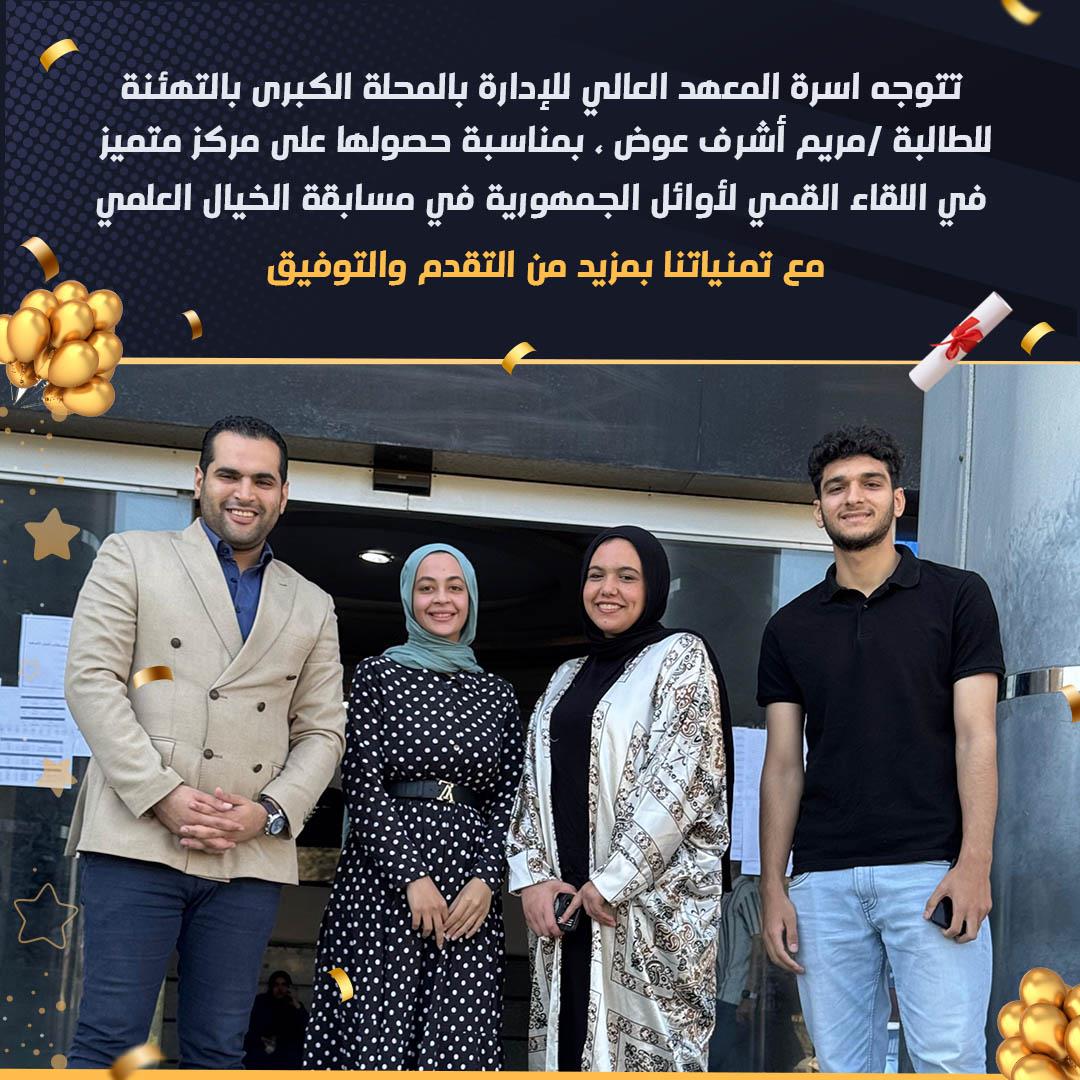 تتوجه اسرة المعهد العالي للإدارة بالمحلة الكبرى بالتهئنة
للطالبة /مريم أشرف عوض ، بمناسبة حصولها على مركز متميز
في اللقاء القمي لأوائل الجمهورية في مسابقة الخيال العلمي
مع تمنياتنا بمزيد من التقدم والتوفيق